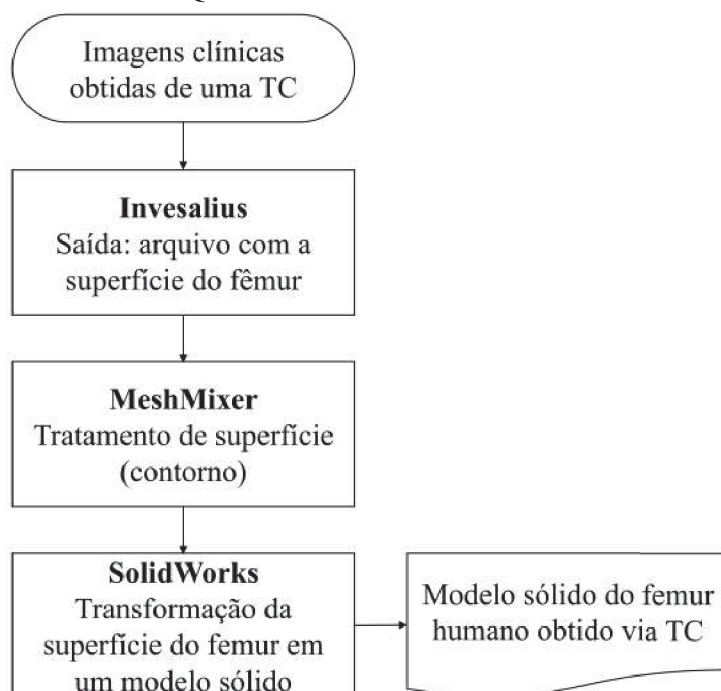 Imagens clínicas
obtidas de uma TC
Invesalius
Saída: arquivo com a
superfície do fêmur
MeshMixer
Tratamento de superfície
(contorno)
SolidWorks
Transformação da
superfície do femur em
um modelo sólido
Modelo sólido do femur
humano obtido via TC